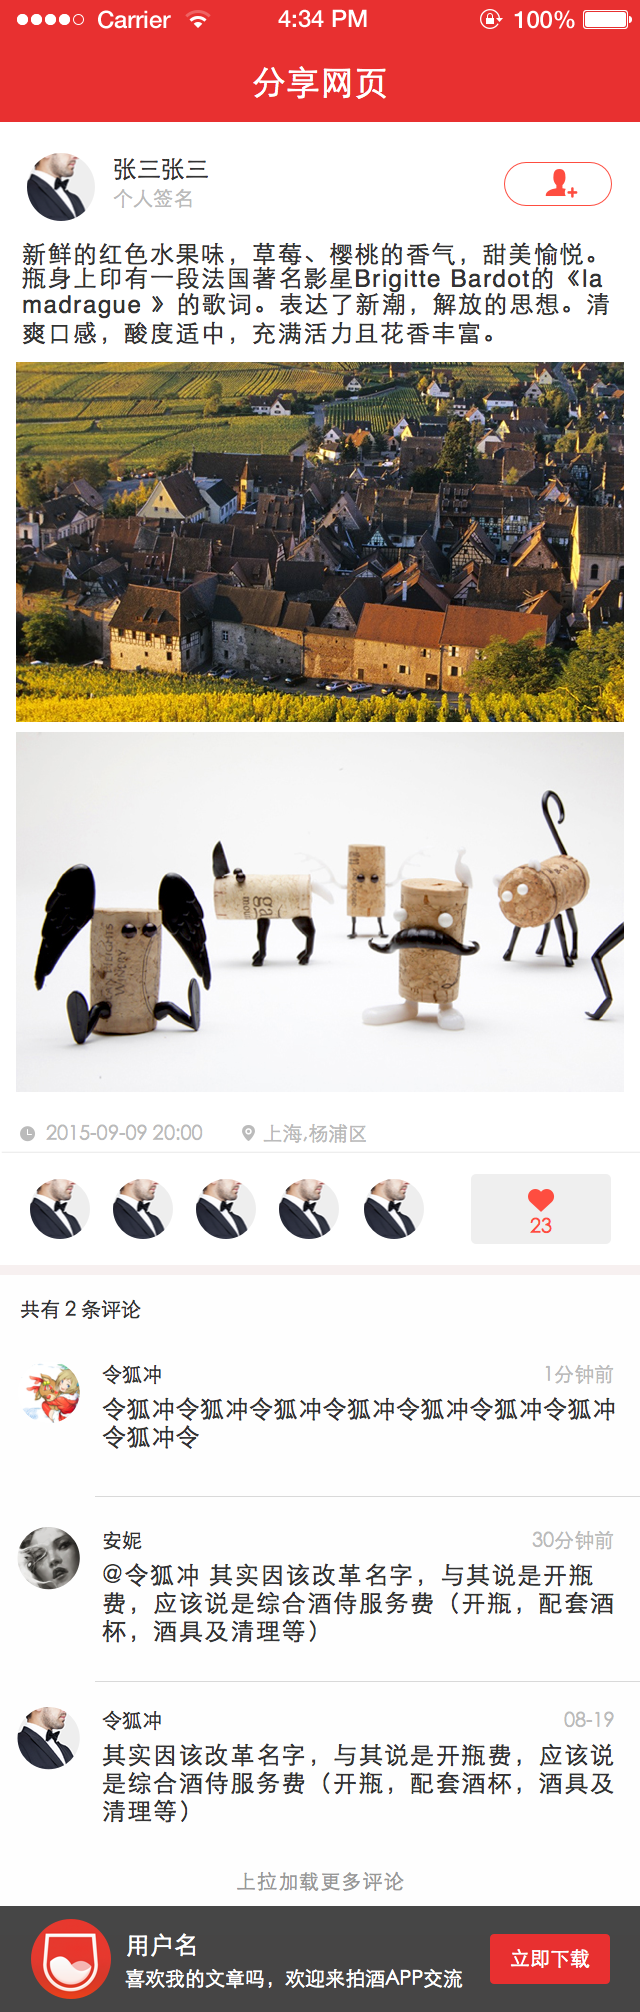 Carrier 4:34 PM 100%
分享网页
张三张三
个人签名
新鲜的红色水果味，草莓、樱桃的香气，甜美愉悦。
瓶身上印有一段法国著名影星Brigitte Bardot的《la
madrague 》的歌词。表达了新潮，解放的思想。清
爽口感，酸度适中，充满活力且花香丰富。
2015-09-09 20:00 上海,杨浦区
23
共有 2 条评论
令狐冲 1分钟前
令狐冲令狐冲令狐冲令狐冲令狐冲令狐冲令狐冲
令狐冲令
安妮 30分钟前
@令狐冲 其实因该改革名字，与其说是开瓶
费，应该说是综合酒侍服务费（开瓶，配套酒
杯，酒具及清理等）
令狐冲 08-19
其实因该改革名字，与其说是开瓶费，应该说
是综合酒侍服务费（开瓶，配套酒杯，酒具及
清理等）
上拉加载更多评论
用户名
喜欢我的文章吗，欢迎来拍酒APP交流
立即下载